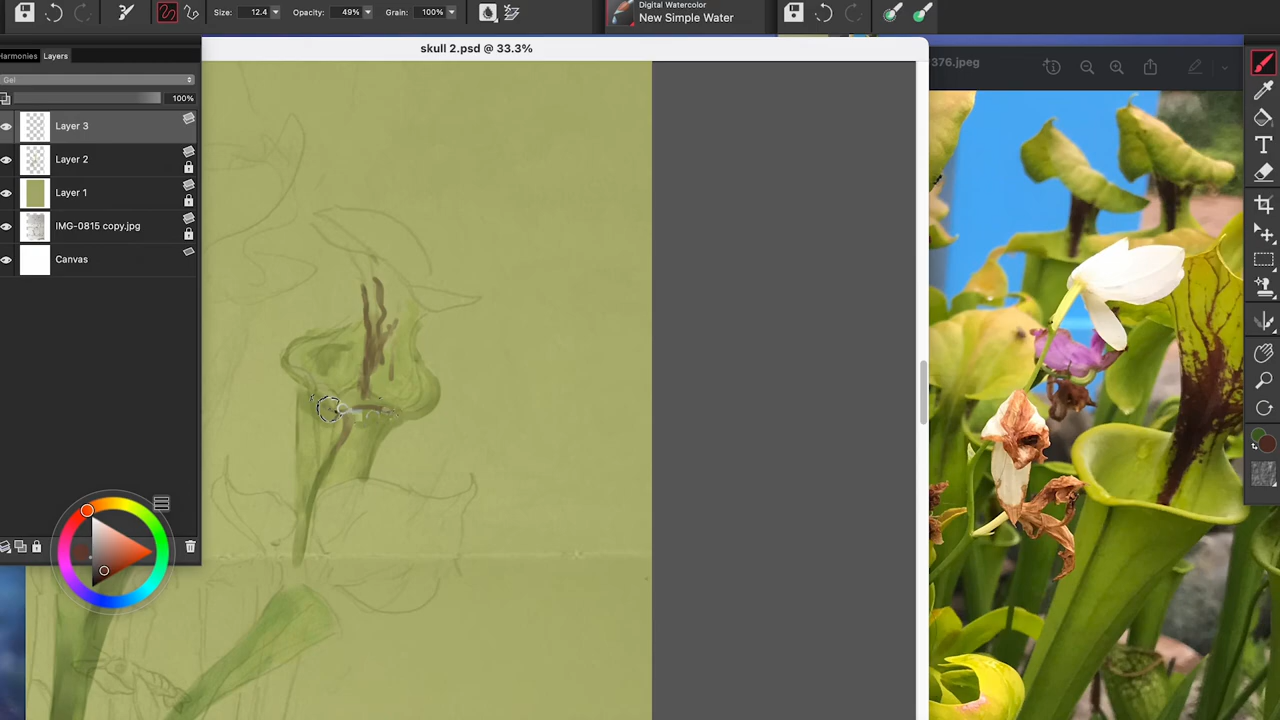 Size: 12.4
Opacity: 49%
Grain: 100%
Digital Watercolor
New Simple Water
skull 2.psd @ 33.3%
376.jpeg
Harmonies
Layers
Gel
100%
Layer 3
Layer 2
Layer 1
IMG-0815 copy.jpg
Canvas